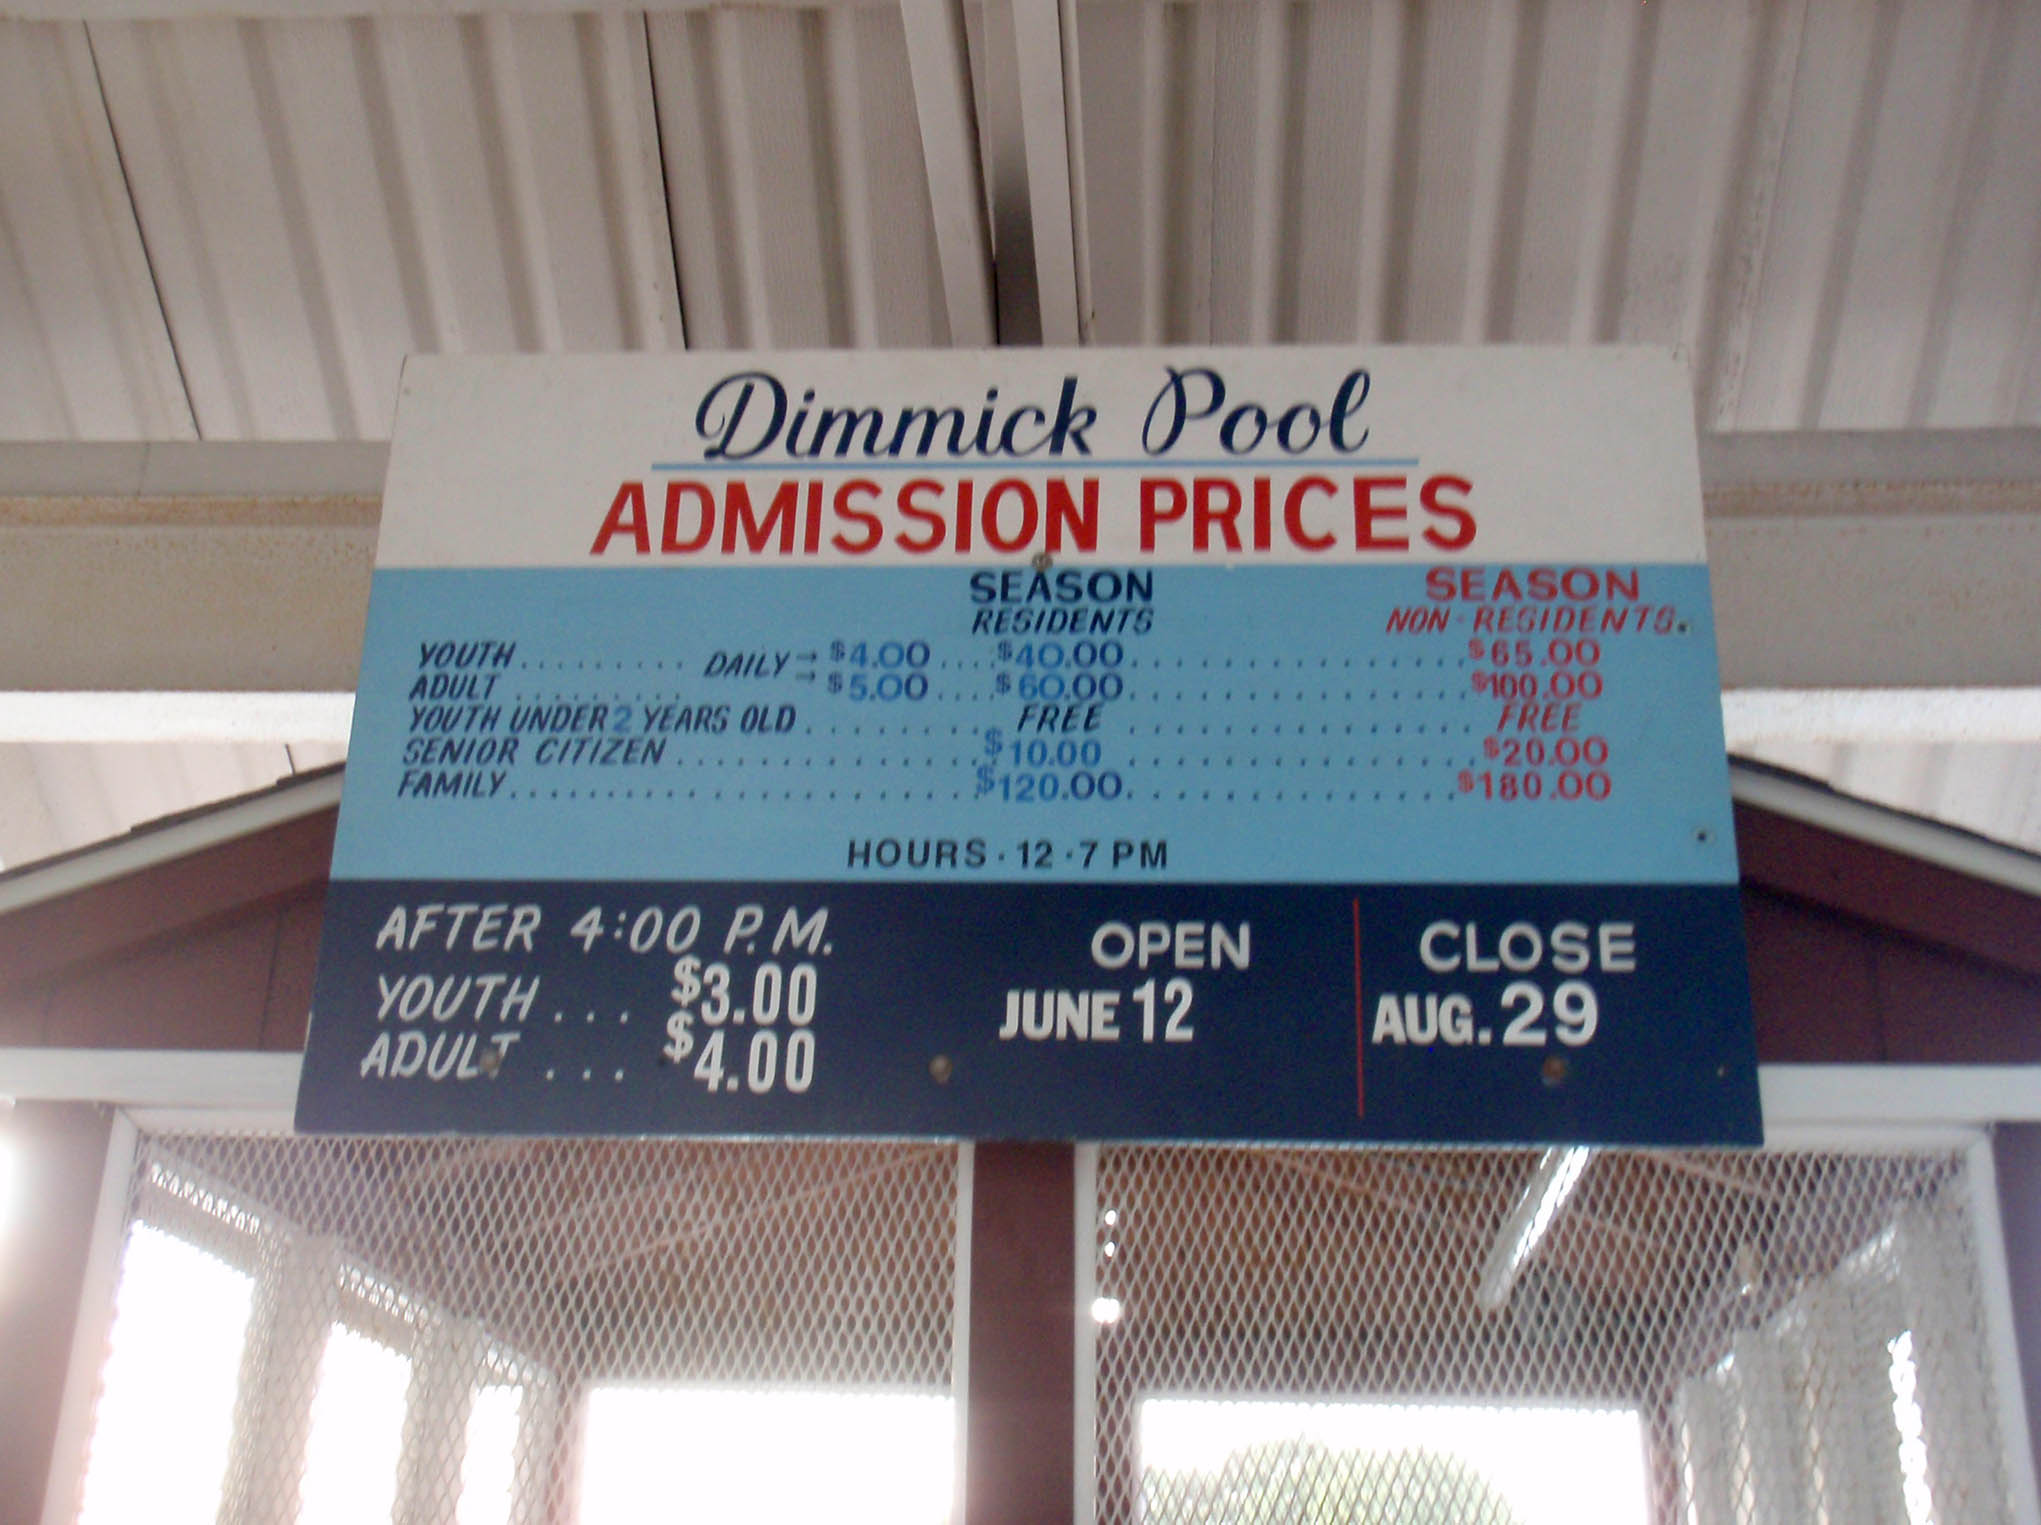 Dimmick Pool
ADMISSION PRICES
SEASON SEASON
RESIDENTS NON-RESIDENTS.
YOUTH.......... DAILY → $4.00....$40.00....................$65.00
ADULT .......... → $5.00....$60.00....................$100.00
YOUTH UNDER 2 YEARS OLD......... FREE .................... FREE
SENIOR CITIZEN................$10.00 ................$20.00
FAMILY........................$120.00................$180.00
HOURS · 12 · 7 PM
AFTER 4:00 P.M. OPEN CLOSE
YOUTH ... $3.00 JUNE 12 AUG. 29
ADULT ... $4.00